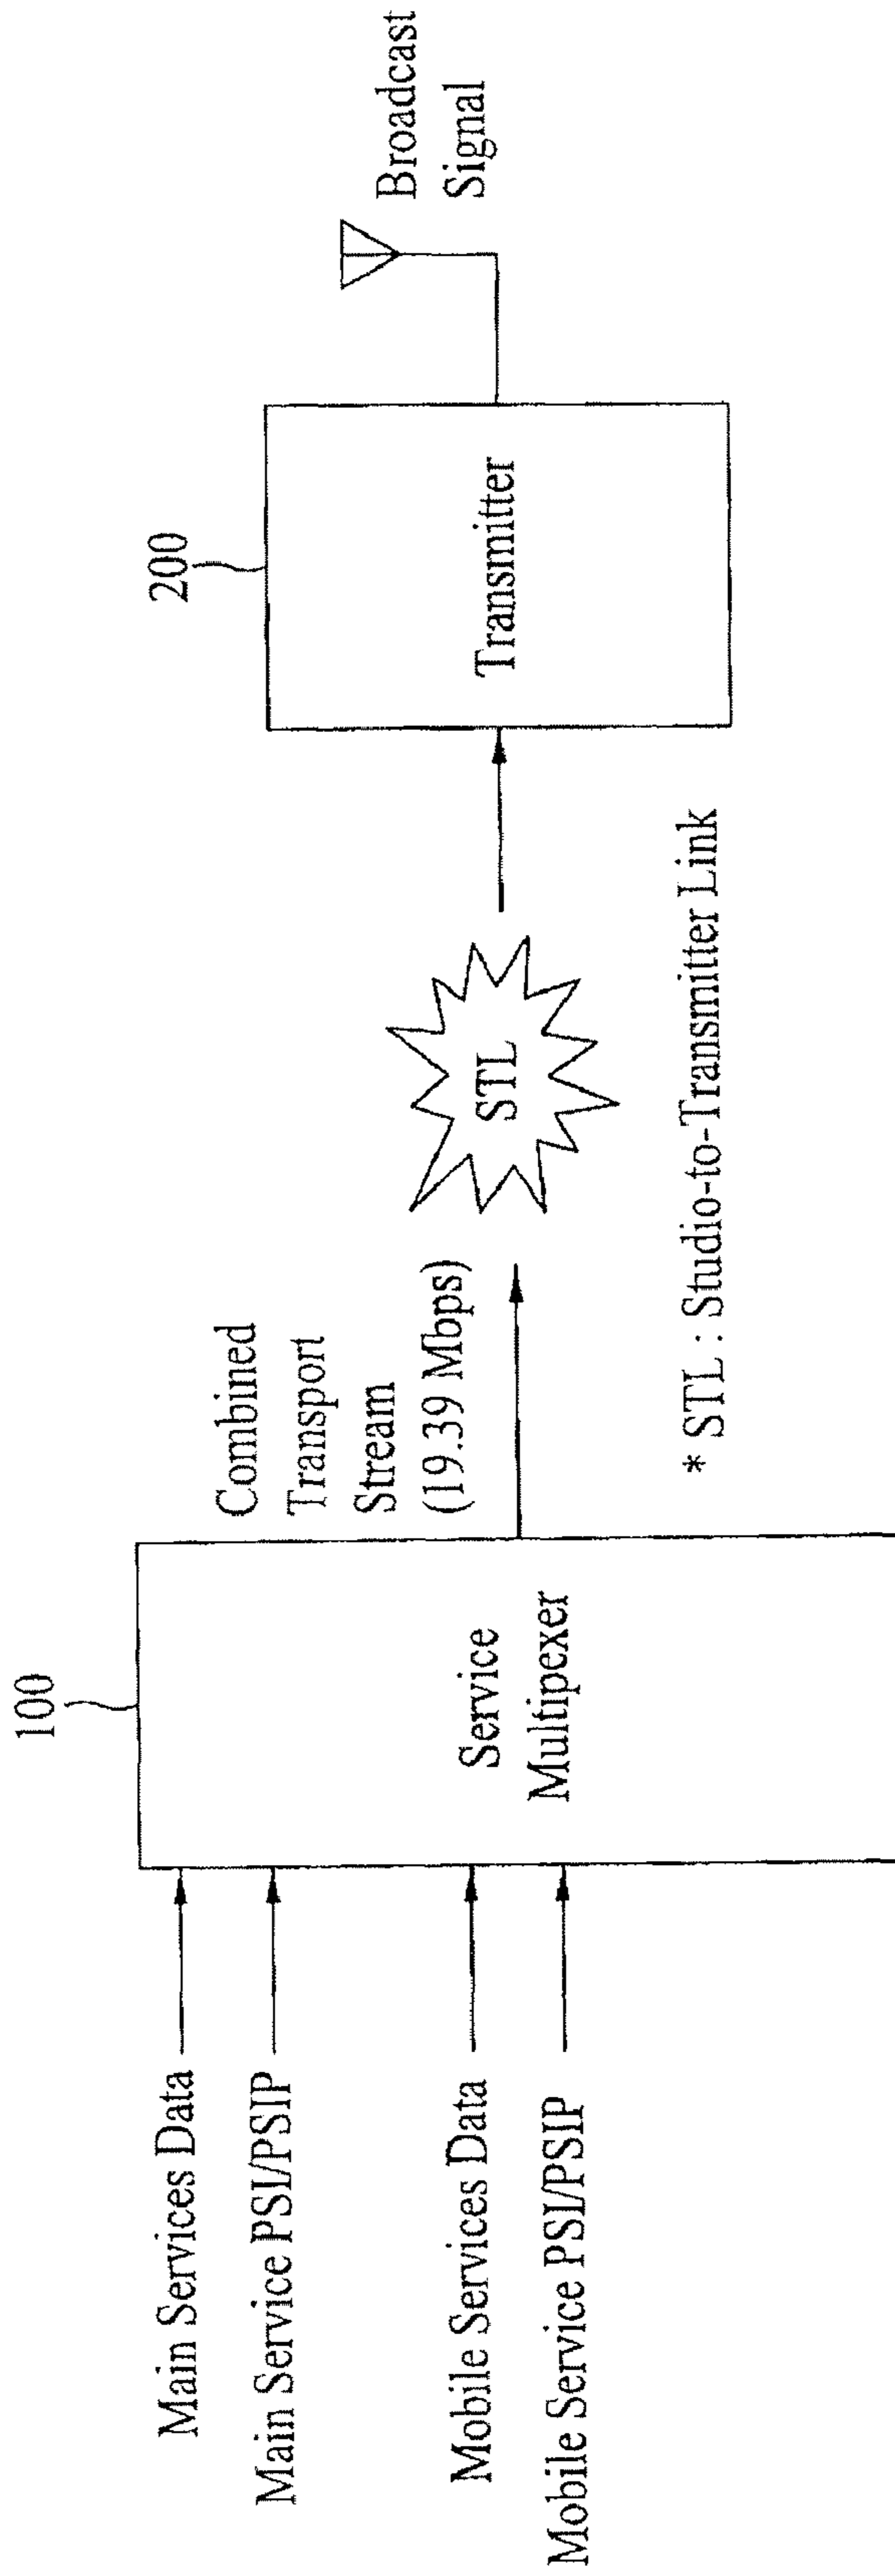 100
200
Main Services Data
Main Service PSI/PSIP
Mobile Services Data
Mobile Service PSI/PSIP
Service
Multipexer
Combined
Transport
Stream
(19.39 Mbps)
STL
Transmitter
Broadcast
Signal
* STL : Studio-to-Transmitter Link